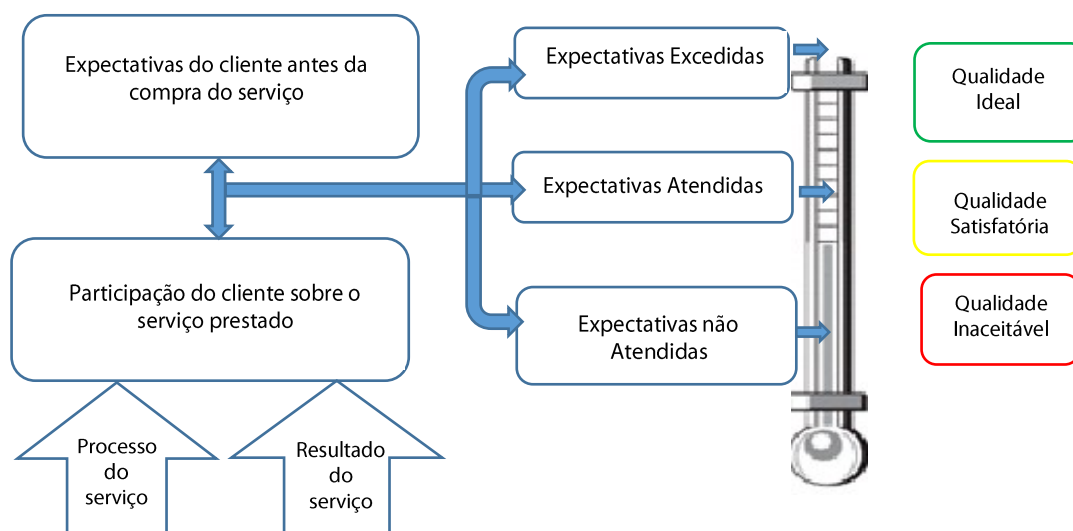 Expectativas do cliente antes da
compra do serviço
Participação do cliente sobre o
serviço prestado
Processo
do
serviço
Resultado
do
serviço
Expectativas Excedidas
Expectativas Atendidas
Expectativas não
Atendidas
Qualidade
Ideal
Qualidade
Satisfatória
Qualidade
Inaceitável